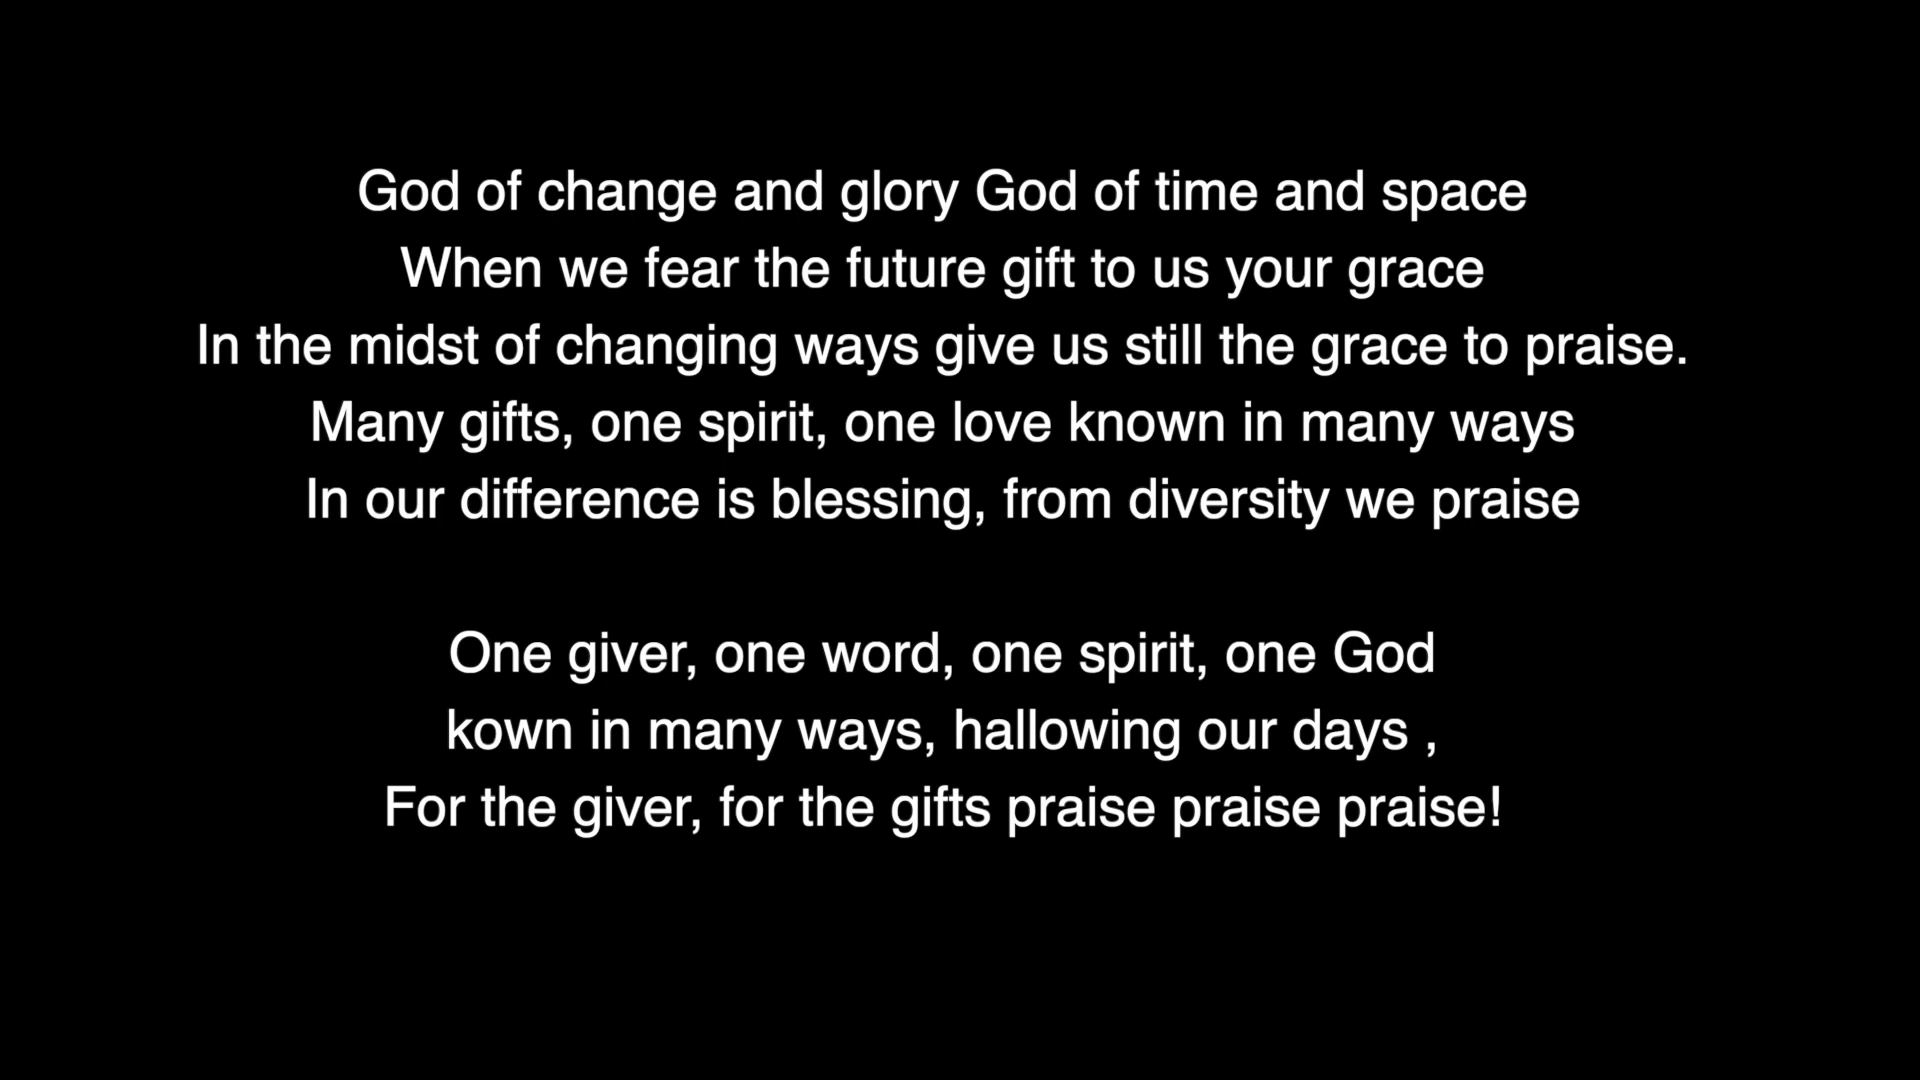 God of change and glory God of time and space
When we fear the future gift to us your grace
In the midst of changing ways give us still the grace to praise.
Many gifts, one spirit, one love known in many ways
In our difference is blessing, from diversity we praise
One giver, one word, one spirit, one God
kown in many ways, hallowing our days ,
For the giver, for the gifts praise praise praise!